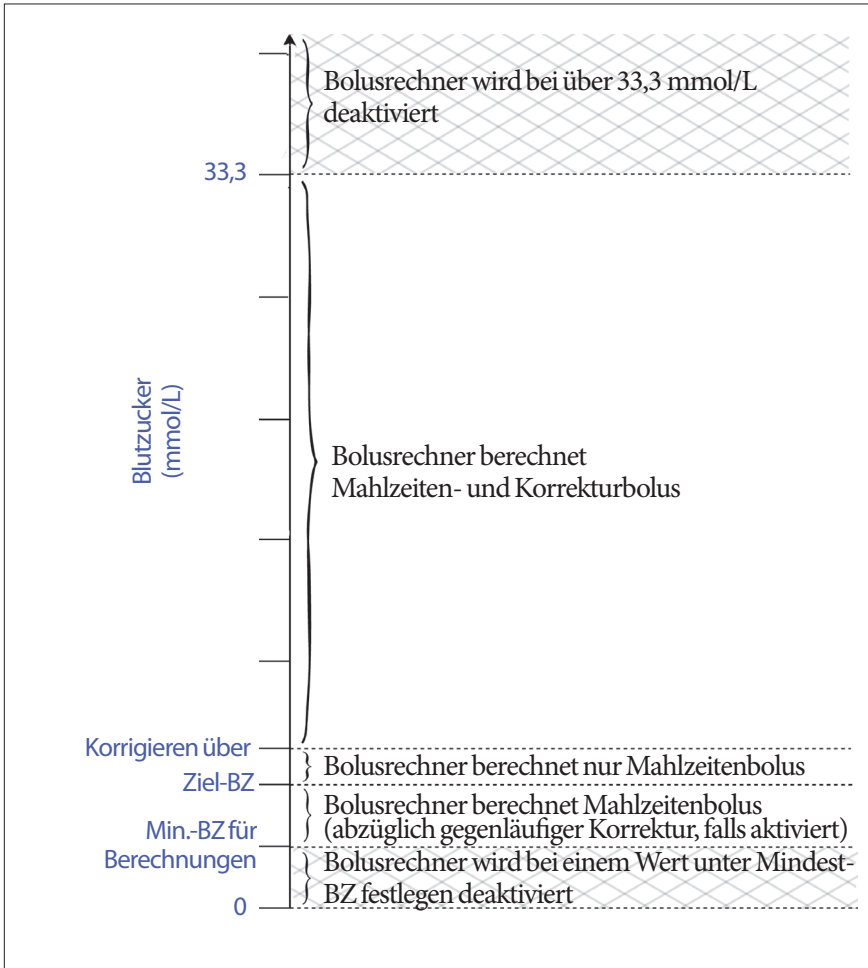 Bolusrechner wird bei über 33,3 mmol/L
deaktiviert
33,3
Blutzucker
(mmol/L)
Bolusrechner berechnet
Mahlzeiten- und Korrekturbolus
Korrigieren über
Bolusrechner berechnet nur Mahlzeitenbolus
Ziel-BZ
Bolusrechner berechnet Mahlzeitenbolus
(abzüglich gegenläufiger Korrektur, falls aktiviert)
Min.-BZ für
Berechnungen
Bolusrechner wird bei einem Wert unter Mindest-
BZ festlegen deaktiviert
0